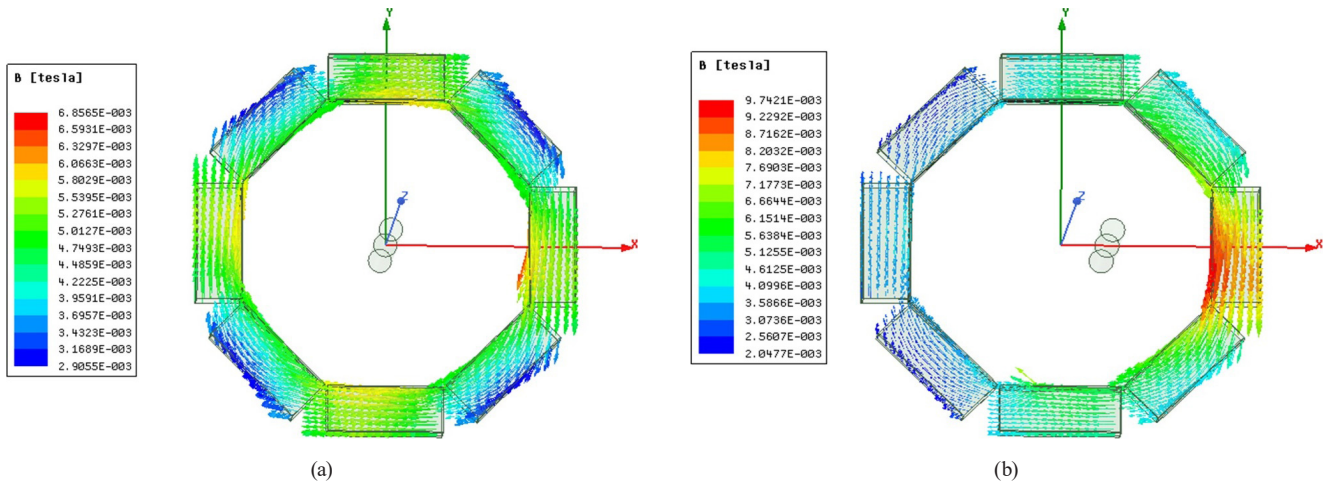 Y
B [tesla]
6.8565E-003
6.5931E-003
6.3297E-003
6.0663E-003
5.8029E-003
5.5395E-003
5.2761E-003
5.0127E-003
4.7493E-003
4.4859E-003
4.2225E-003
3.9591E-003
3.6957E-003
3.4323E-003
3.1689E-003
2.9055E-003
Z
X
(a)
Y
B [tesla]
9.7421E-003
9.2292E-003
8.7162E-003
8.2032E-003
7.6903E-003
7.1773E-003
6.6644E-003
6.1514E-003
5.6384E-003
5.1255E-003
4.6125E-003
4.0996E-003
3.5866E-003
3.0736E-003
2.5607E-003
2.0477E-003
Z
X
(b)